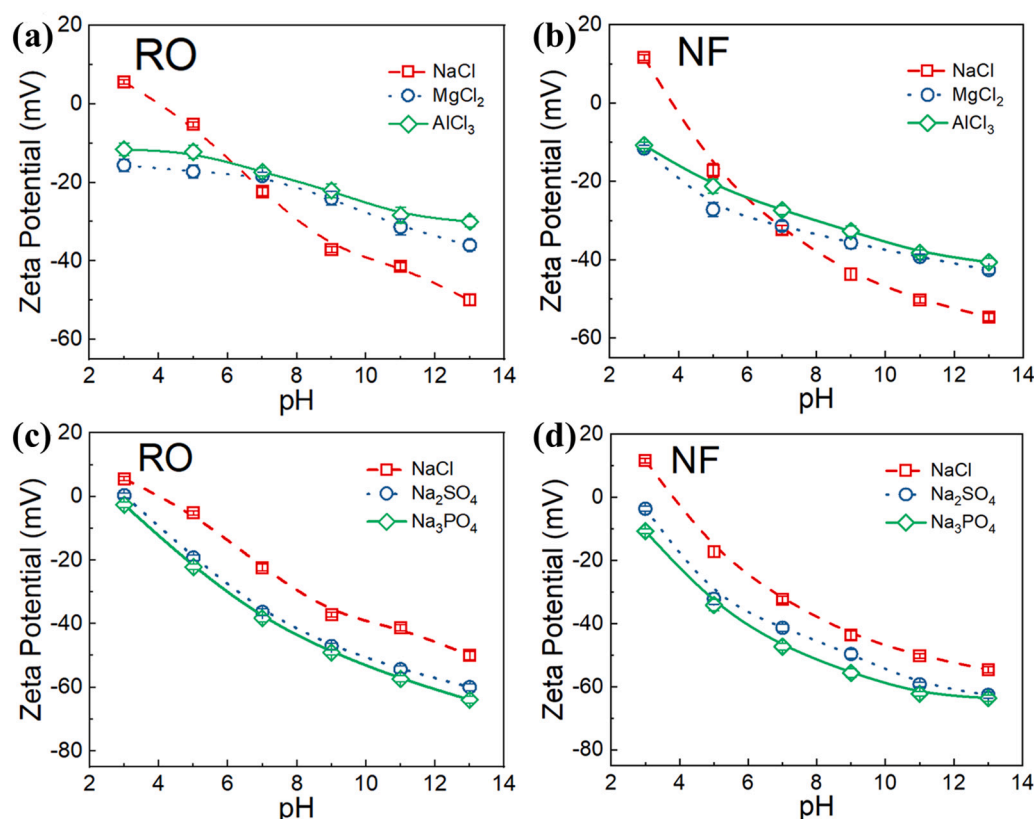 (a)
RO
NaCl
MgCl₂
AlCl₃
20
0
-20
-40
-60
Zeta Potential (mV)
2 4 6 8 10 12 14
pH
(b)
NF
NaCl
MgCl₂
AlCl₃
20
0
-20
-40
-60
Zeta Potential (mV)
2 4 6 8 10 12 14
pH
(c)
RO
NaCl
Na₂SO₄
Na₃PO₄
20
0
-20
-40
-60
-80
Zeta Potential (mV)
2 4 6 8 10 12 14
pH
(d)
NF
NaCl
Na₂SO₄
Na₃PO₄
20
0
-20
-40
-60
-80
Zeta Potential (mV)
2 4 6 8 10 12 14
pH